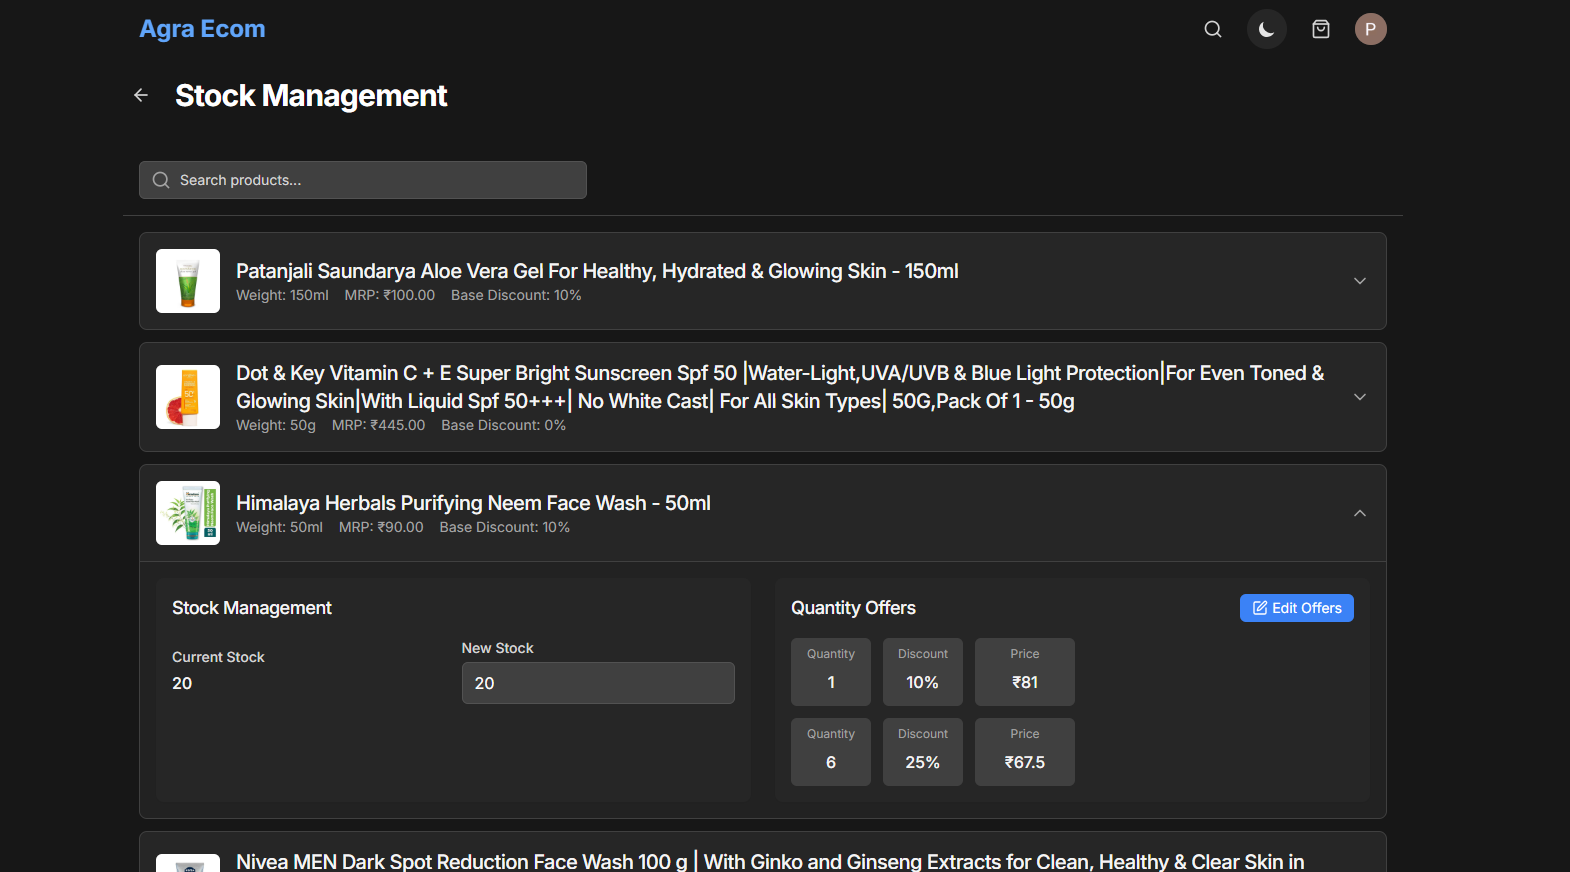 Agra Ecom
P
Stock Management
Search products...
Patanjali Saundarya Aloe Vera Gel For Healthy, Hydrated & Glowing Skin - 150ml
Weight: 150ml MRP: ₹100.00 Base Discount: 10%
Dot & Key Vitamin C + E Super Bright Sunscreen Spf 50 |Water-Light,UVA/UVB & Blue Light Protection|For Even Toned &
Glowing Skin|With Liquid Spf 50+++| No White Cast| For All Skin Types| 50G,Pack Of 1 - 50g
Weight: 50g MRP: ₹445.00 Base Discount: 0%
Himalaya Herbals Purifying Neem Face Wash - 50ml
Weight: 50ml MRP: ₹90.00 Base Discount: 10%
Stock Management
Current Stock
20
New Stock
20
Quantity Offers
Edit Offers
Quantity Discount Price
1 10% ₹81
Quantity Discount Price
6 25% ₹67.5
Nivea MEN Dark Spot Reduction Face Wash 100 g | With Ginko and Ginseng Extracts for Clean, Healthy & Clear Skin in